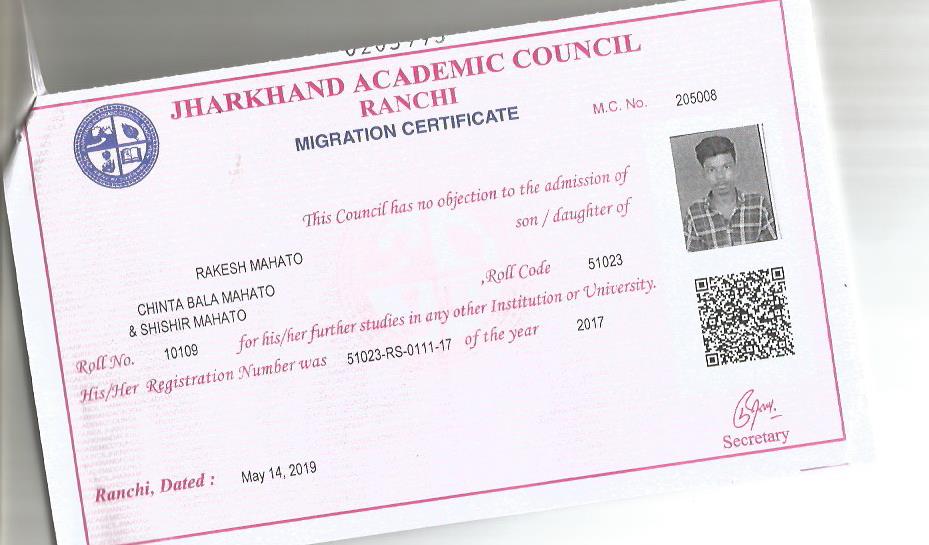 JHARKHAND ACADEMIC COUNCIL
RANCHI
MIGRATION CERTIFICATE
M.C. No. 205008
This Council has no objection to the admission of
RAKESH MAHATO son / daughter of
CHINTA BALA MAHATO
& SHISHIR MAHATO ,Roll Code 51023
Roll No. 10109 for his/her further studies in any other Institution or University.
His/Her Registration Number was 51023-RS-0111-17 of the year 2017
Secretary
Ranchi, Dated : May 14, 2019